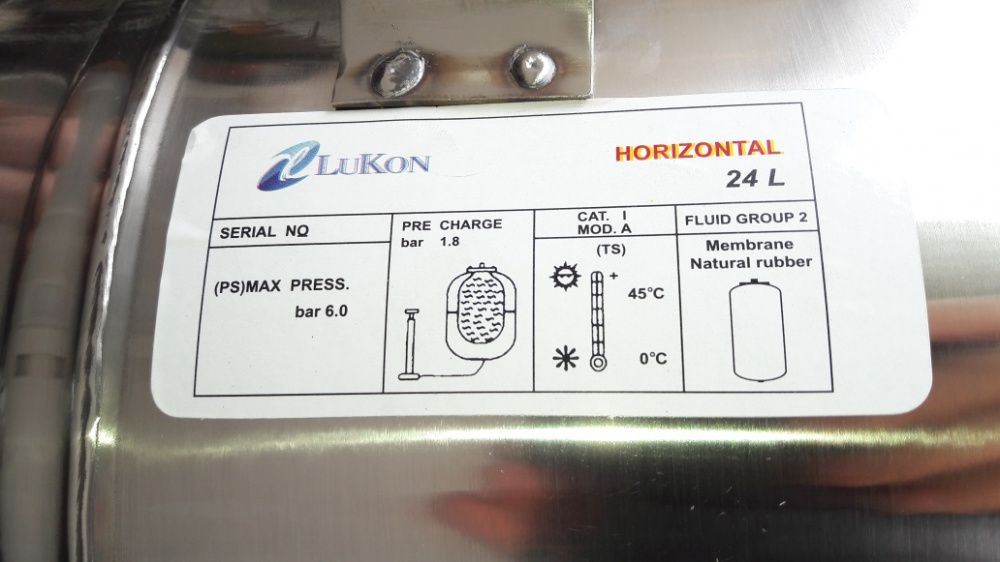 LUKON
HORIZONTAL
24 L
SERIAL NO
(PS)MAX PRESS.
bar 6.0
PRE CHARGE
bar 1.8
CAT. I
MOD. A
(TS)
+
45°C
0°C
FLUID GROUP 2
Membrane
Natural rubber